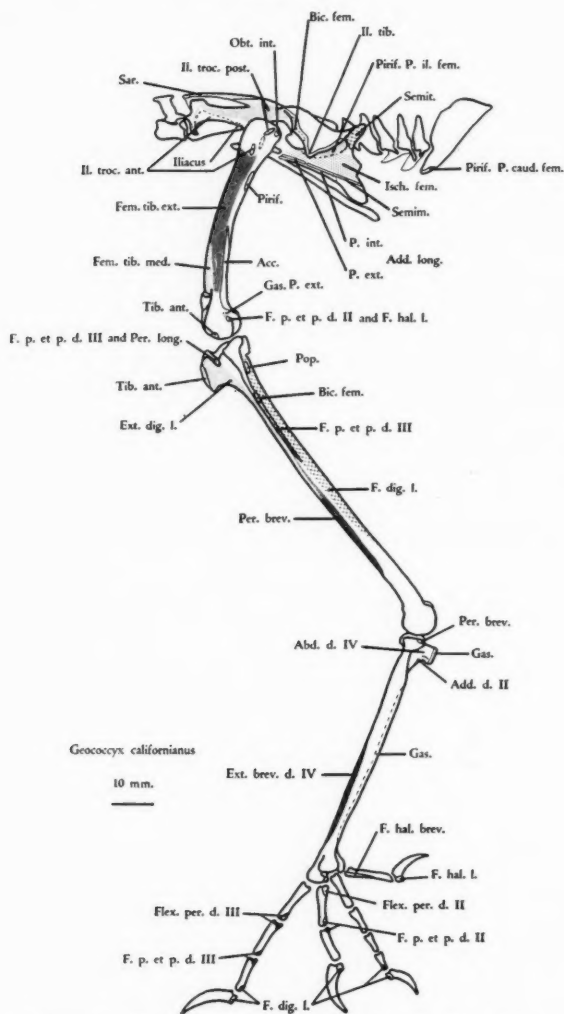 Bic. fem.
Il. tib.
Obt. int.
Il. troc. post.
Pirif. P. il. fem.
Sar.
Semit.
Iliacus
Il. troc. ant.
Pirif. P. caud. fem.
Isch. fem.
Pirif.
Semim.
Fem. tib. ext.
P. int.
Add. long.
P. ext.
Fem. tib. med.
Acc.
Gas. P. ext.
Tib. ant.
F. p. et p. d. II and F. hal. l.
F. p. et p. d. III and Per. long.
Pop.
Tib. ant.
Bic. fem.
Ext. dig. l.
F. p. et p. d. III
F. dig. l.
Per. brev.
Per. brev.
Abd. d. IV
Gas.
Add. d. II
Geococcyx californianus
Gas.
10 mm.
Ext. brev. d. IV
F. hal. brev.
F. hal. l.
Flex. per. d. III
Flex. per. d. II
F. p. et p. d. II
F. p. et p. d. III
F. dig. l.